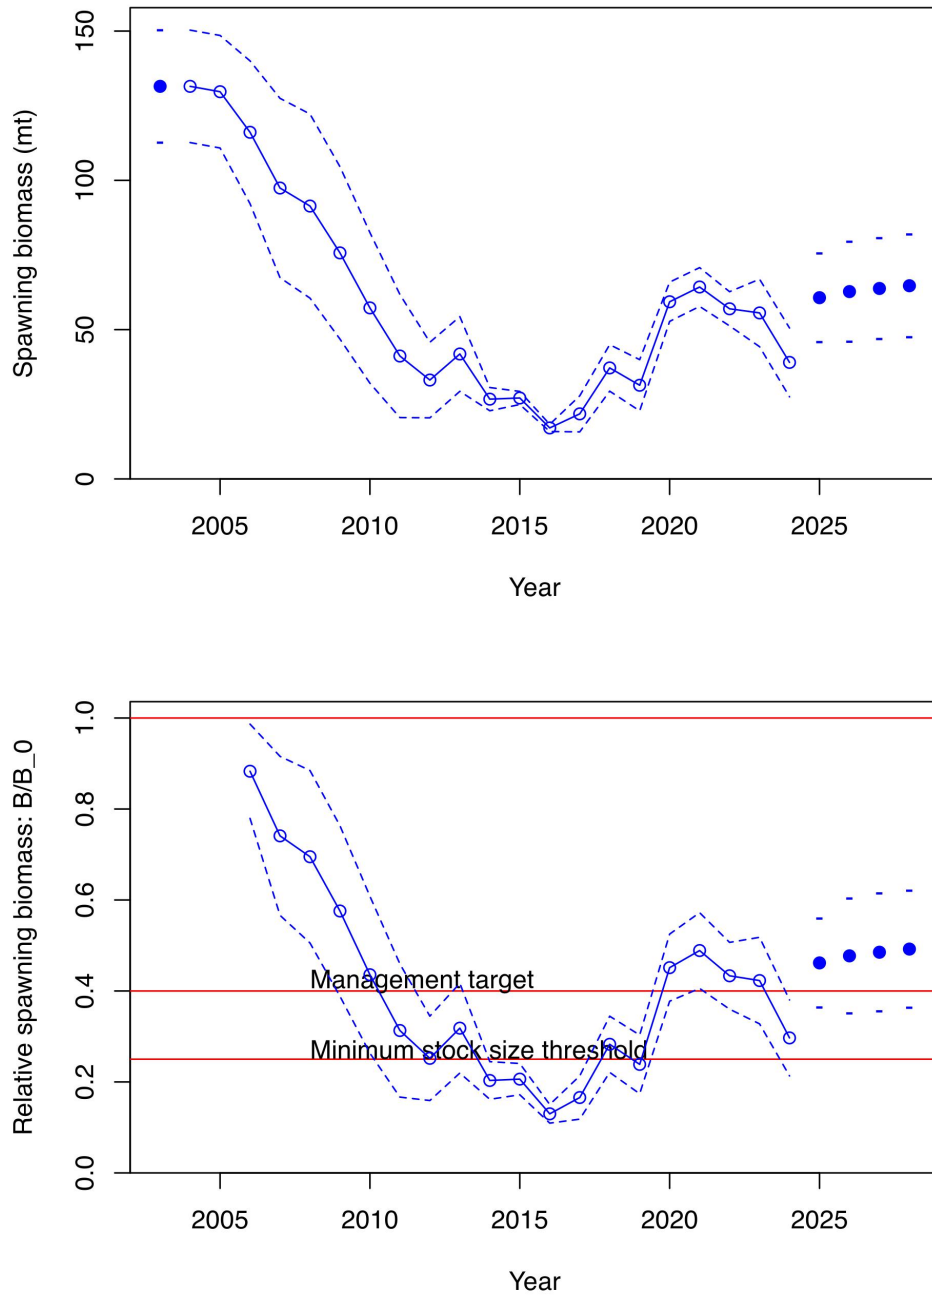 150
100
50
0
Spawning biomass (mt)
2005 2010 2015 2020 2025
Year
1.0
0.8
0.6
0.4
0.2
0.0
Relative spawning biomass: B/B_0
Management target
Minimum stock size threshold
2005 2010 2015 2020 2025
Year